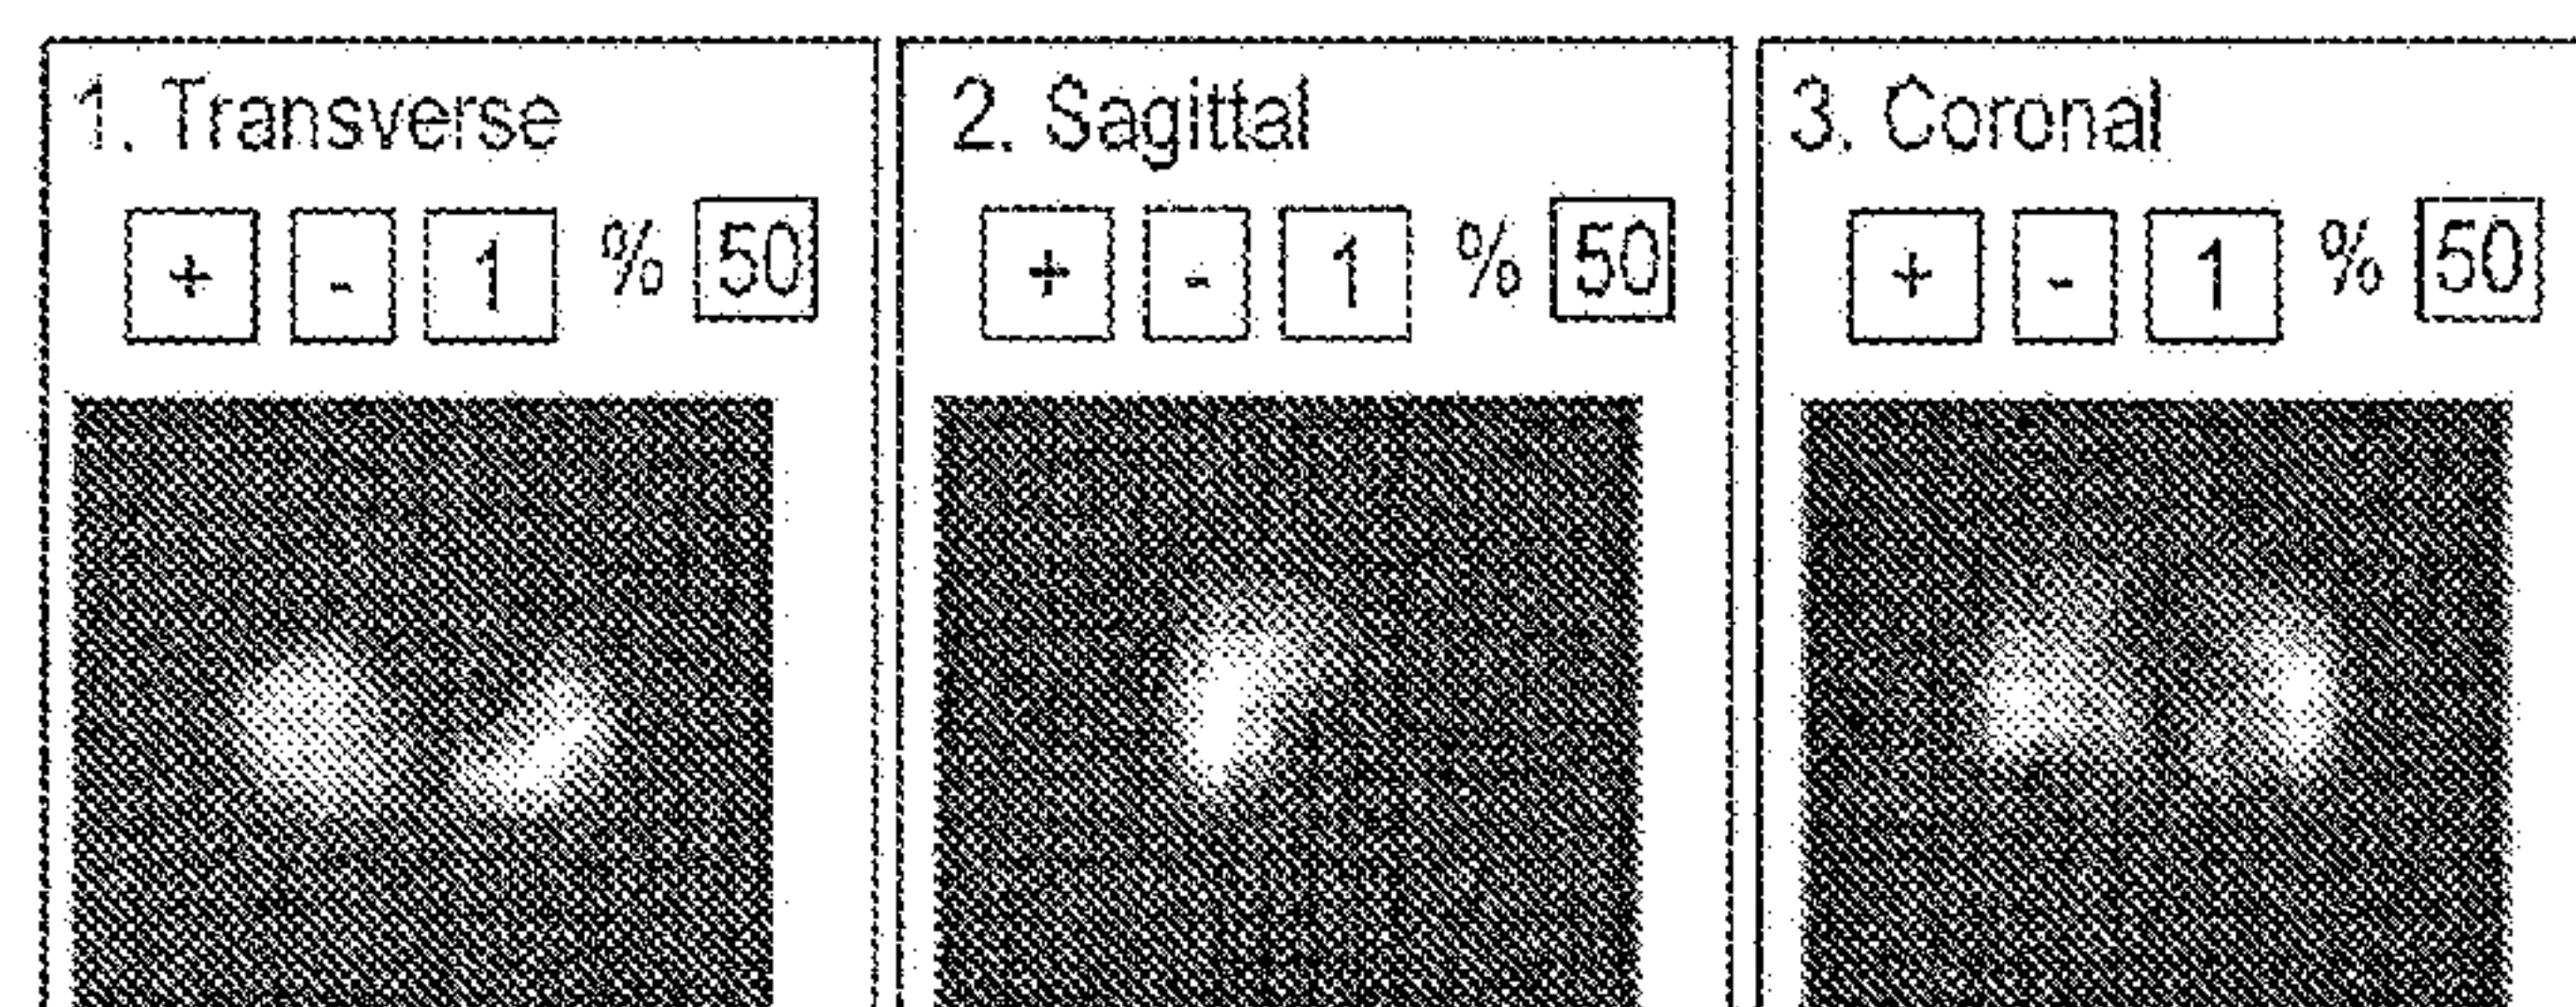 1. Transverse
+ - 1 % 50
2. Sagittal
+ - 1 % 50
3. Coronal
+ - 1 % 50